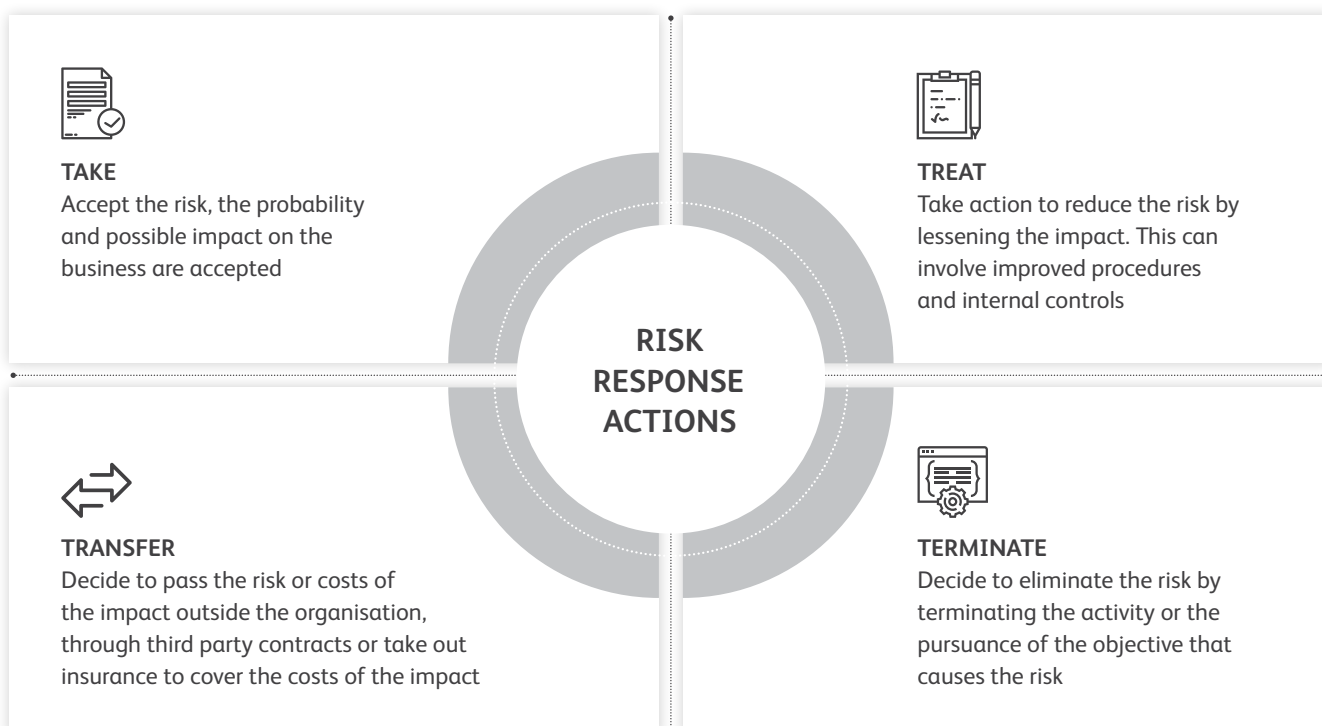 TAKE
Accept the risk, the probability
and possible impact on the
business are accepted
TREAT
Take action to reduce the risk by
lessening the impact. This can
involve improved procedures
and internal controls
RISK
RESPONSE
ACTIONS
TRANSFER
Decide to pass the risk or costs of
the impact outside the organisation,
through third party contracts or take out
insurance to cover the costs of the impact
TERMINATE
Decide to eliminate the risk by
terminating the activity or the
pursuance of the objective that
causes the risk